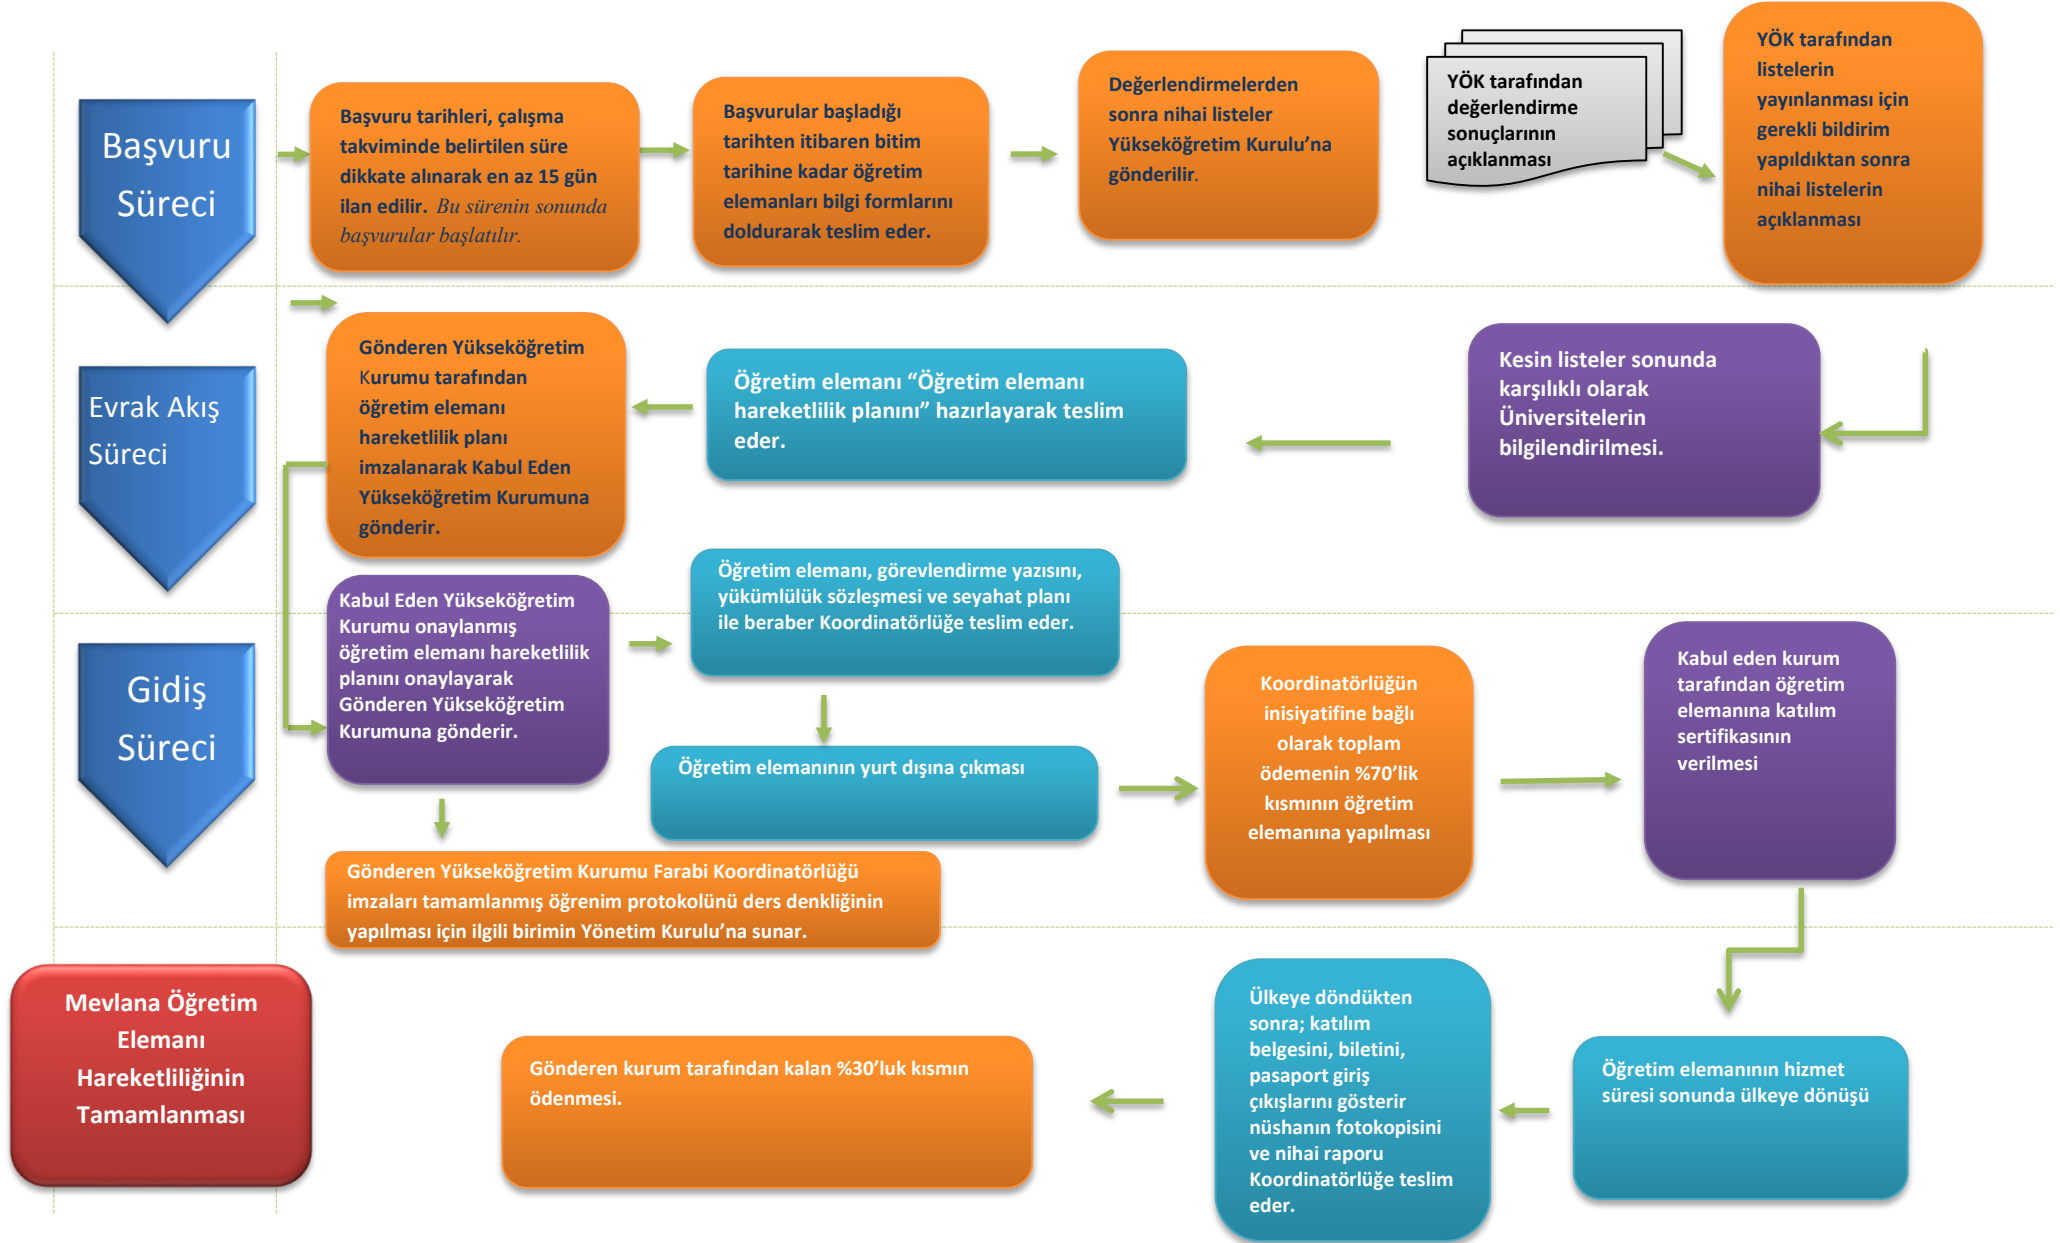 Başvuru
Süreci
Başvuru tarihleri, çalışma
takviminde belirtilen süre
dikkate alınarak en az 15 gün
ilan edilir. Bu sürenin sonunda
başvurular başlatılır.
Başvurular başladığı
tarihten itibaren bitim
tarihine kadar öğretim
elemanları bilgi formlarını
doldurarak teslim eder.
Değerlendirmelerden
sonra nihai listeler
Yükseköğretim Kurulu’na
gönderilir.
YÖK tarafından
değerlendirme
sonuçlarının
açıklanması
YÖK tarafından
listelerin
yayınlanması için
gerekli bildirim
yapıldıktan sonra
nihai listelerin
açıklanması
Evrak Akış
Süreci
Kesin listeler sonunda
karşılıklı olarak
Üniversitelerin
bilgilendirilmesi.
Öğretim elemanı “Öğretim elemanı
hareketlilik planını” hazırlayarak teslim
eder.
Gönderen Yükseköğretim
Kurumu tarafından
öğretim elemanı
hareketlilik planı
imzalanarak Kabul Eden
Yükseköğretim Kurumuna
gönderir.
Gidiş
Süreci
Kabul Eden Yükseköğretim
Kurumu onaylanmış
öğretim elemanı hareketlilik
planını onaylayarak
Gönderen Yükseköğretim
Kurumuna gönderir.
Öğretim elemanı, görevlendirme yazısını,
yükümlülük sözleşmesi ve seyahat planı
ile beraber Koordinatörlüğe teslim eder.
Öğretim elemanının yurt dışına çıkması
Koordinatörlüğün
inisiyatifine bağlı
olarak toplam
ödemenin %70’lik
kısmının öğretim
elemanına yapılması
Kabul eden kurum
tarafından öğretim
elemanına katılım
sertifikasının
verilmesi
Gönderen Yükseköğretim Kurumu Farabi Koordinatörlüğü
imzaları tamamlanmış öğrenim protokolünü ders denkliğinin
yapılması için ilgili birimin Yönetim Kurulu’na sunar.
Öğretim elemanının hizmet
süresi sonunda ülkeye dönüşü
Ülkeye döndükten
sonra; katılım
belgesini, biletini,
pasaport giriş
çıkışlarını gösterir
nüshanın fotokopisini
ve nihai raporu
Koordinatörlüğe teslim
eder.
Gönderen kurum tarafından kalan %30’luk kısmın
ödenmesi.
Mevlana Öğretim
Elemanı
Hareketliliğinin
Tamamlanması